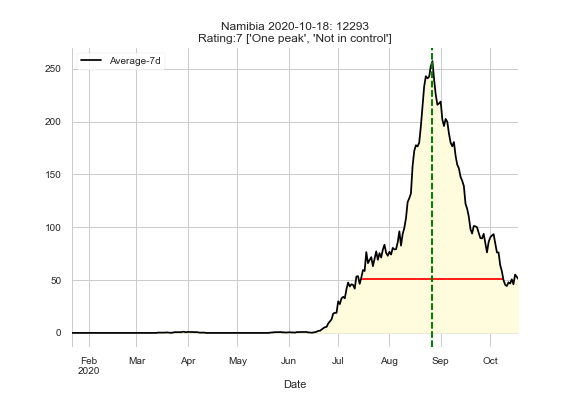 Namibia 2020-10-18: 12293
Rating:7 ['One peak', 'Not in control']
Average-7d
250
200
150
100
50
0
Feb Mar Apr May Jun Jul Aug Sep Oct
2020
Date